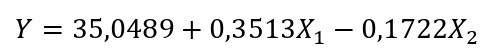 Y = 35,0489 + 0,3513X₁ − 0,1722X₂